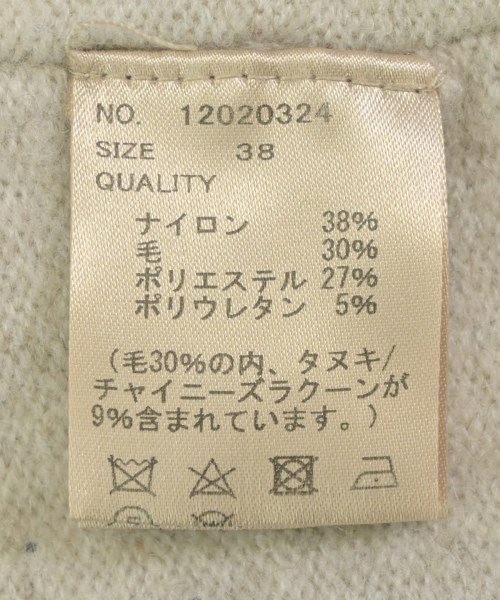 NO. 12020324
SIZE 38
QUALITY
ナイロン 38%
毛 30%
ポリエステル 27%
ポリウレタン 5%
（毛30%の内、タヌキ/
チャイニーズラクーンが
9%含まれています。）